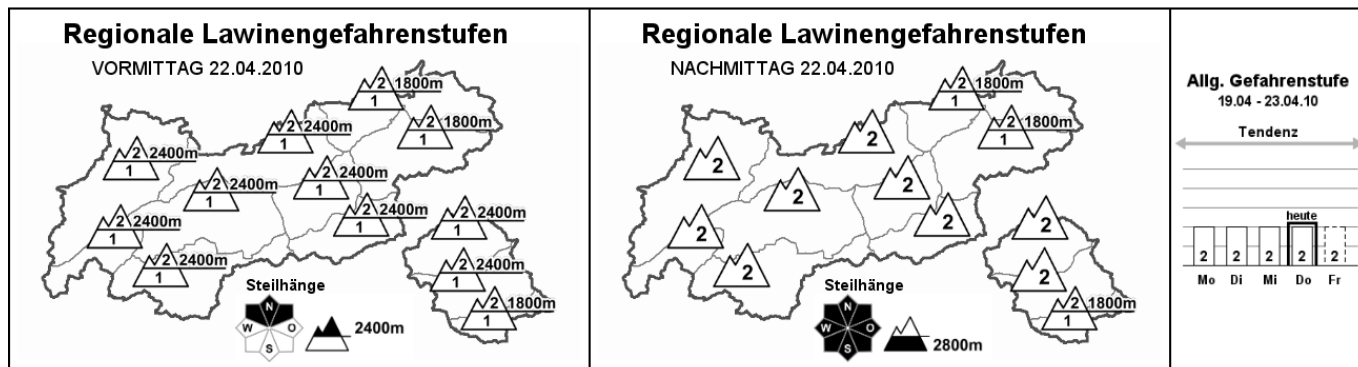 Regionale Lawinengefahrenstufen
VORMITTAG 22.04.2010
2 1800m
1
2 1800m
1
2 2400m
1
2 2400m
1
2 2400m
1
2 2400m
1
2 2400m
1
2 2400m
1
2 2400m
1
2 2400m
1
2 2400m
1
2 1800m
1
Steilhänge
N
W O
S
2400m
Regionale Lawinengefahrenstufen
NACHMITTAG 22.04.2010
2 1800m
1
2 1800m
1
2
2
2
2
2
2
2
2
2
2 1800m
1
Steilhänge
N
W O
S
2800m
Allg. Gefahrenstufe
19.04 - 23.04.10
Tendenz
heute
2 2 2 2 2
Mo Di Mi Do Fr